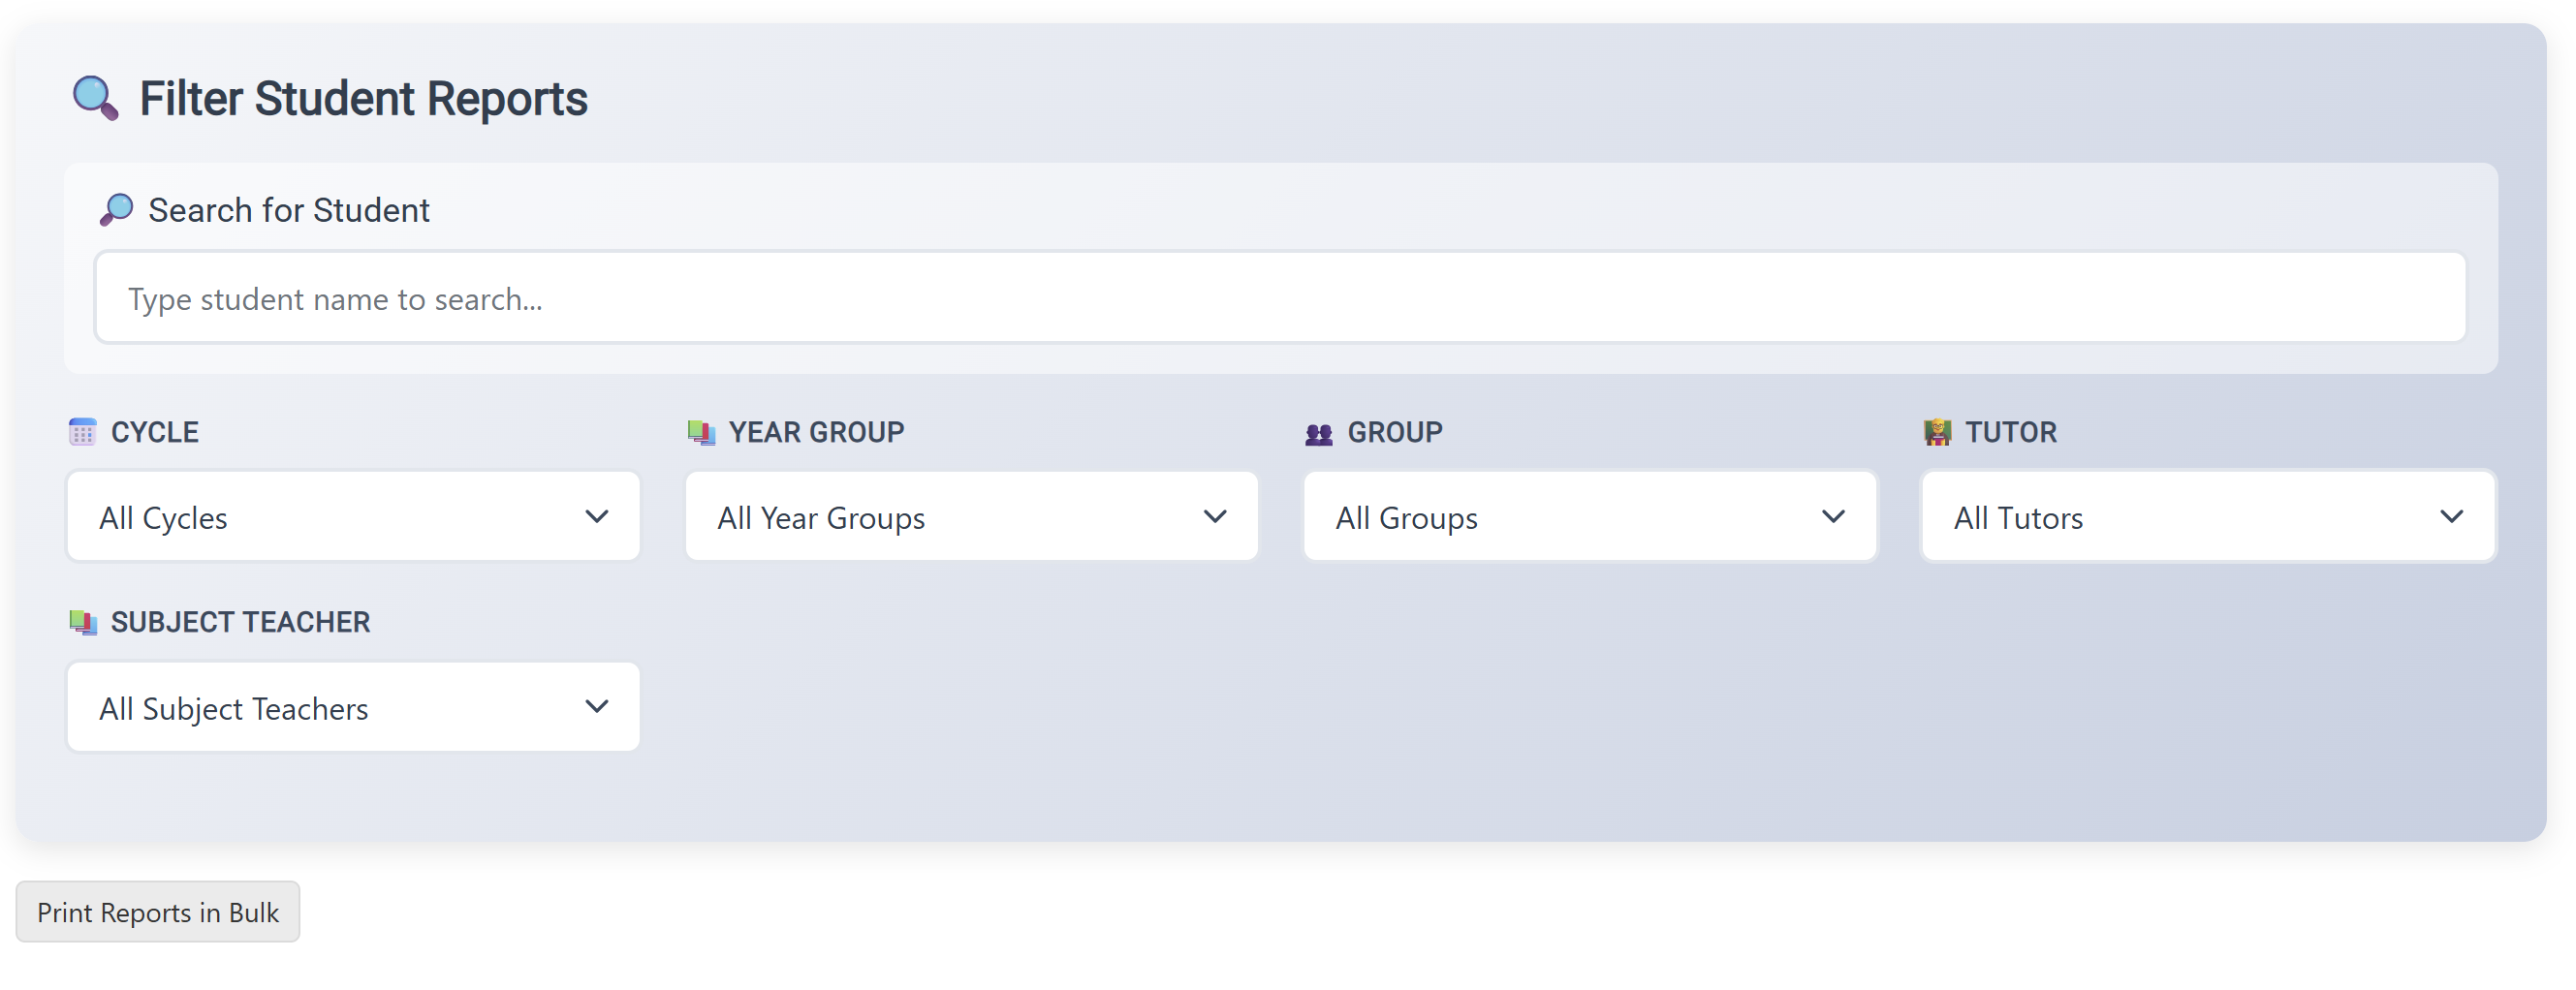 Filter Student Reports
Search for Student
Type student name to search...
CYCLE
YEAR GROUP
GROUP
TUTOR
All Cycles
All Year Groups
All Groups
All Tutors
SUBJECT TEACHER
All Subject Teachers
Print Reports in Bulk